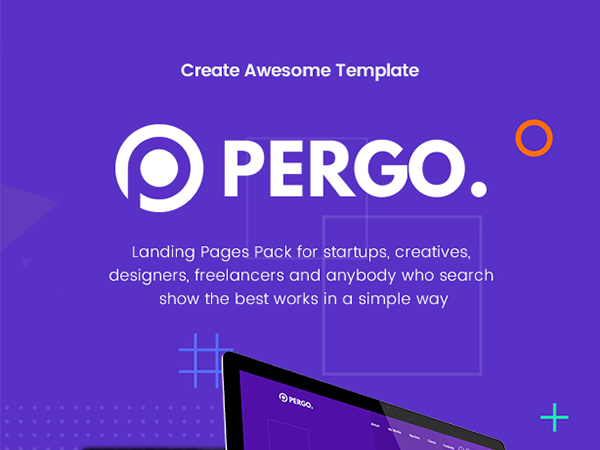 Create Awesome Template
PERGO.
Landing Pages Pack for startups, creatives,
designers, freelancers and anybody who search
show the best works in a simple way
PERGO.